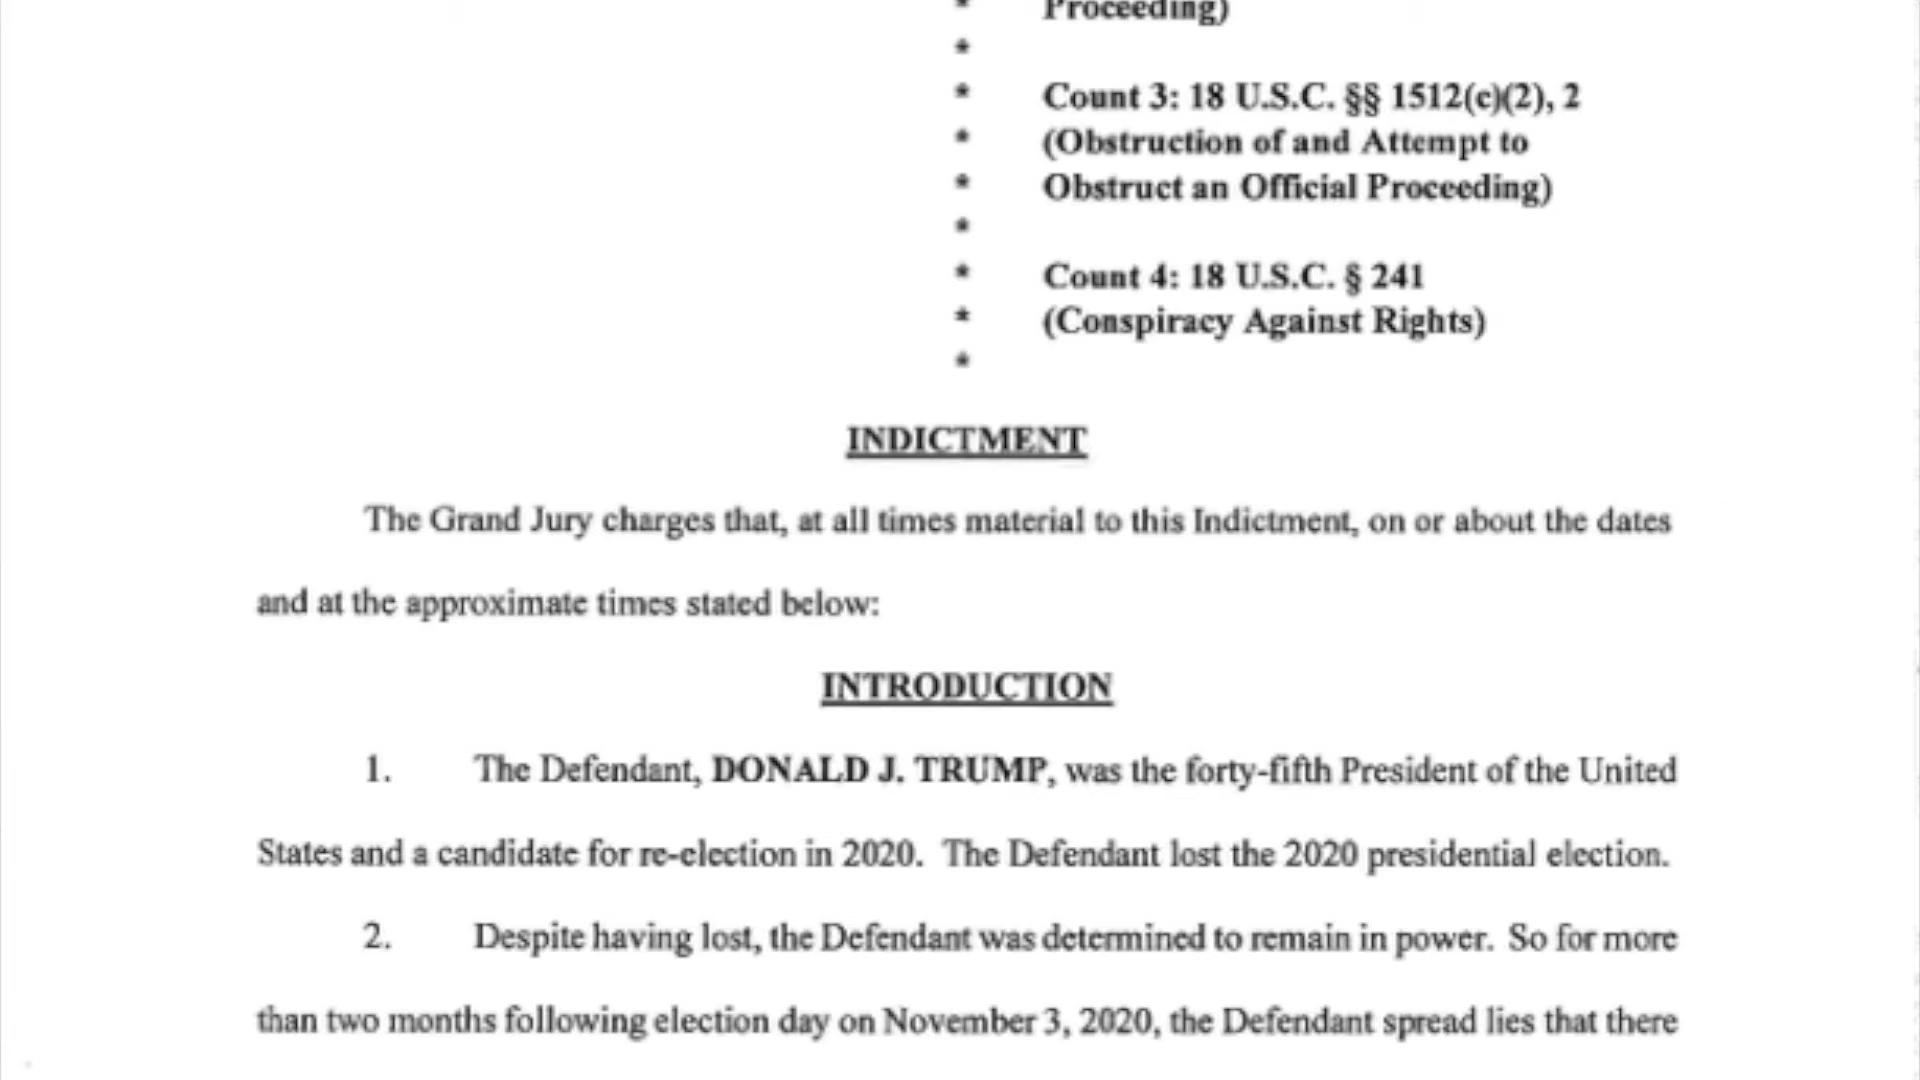 * Proceeding)
*
* Count 3: 18 U.S.C. §§ 1512(c)(2), 2
* (Obstruction of and Attempt to
* Obstruct an Official Proceeding)
*
* Count 4: 18 U.S.C. § 241
* (Conspiracy Against Rights)
*
INDICTMENT
The Grand Jury charges that, at all times material to this Indictment, on or about the dates
and at the approximate times stated below:
INTRODUCTION
1. The Defendant, DONALD J. TRUMP, was the forty-fifth President of the United
States and a candidate for re-election in 2020. The Defendant lost the 2020 presidential election.
2. Despite having lost, the Defendant was determined to remain in power. So for more
than two months following election day on November 3, 2020, the Defendant spread lies that there